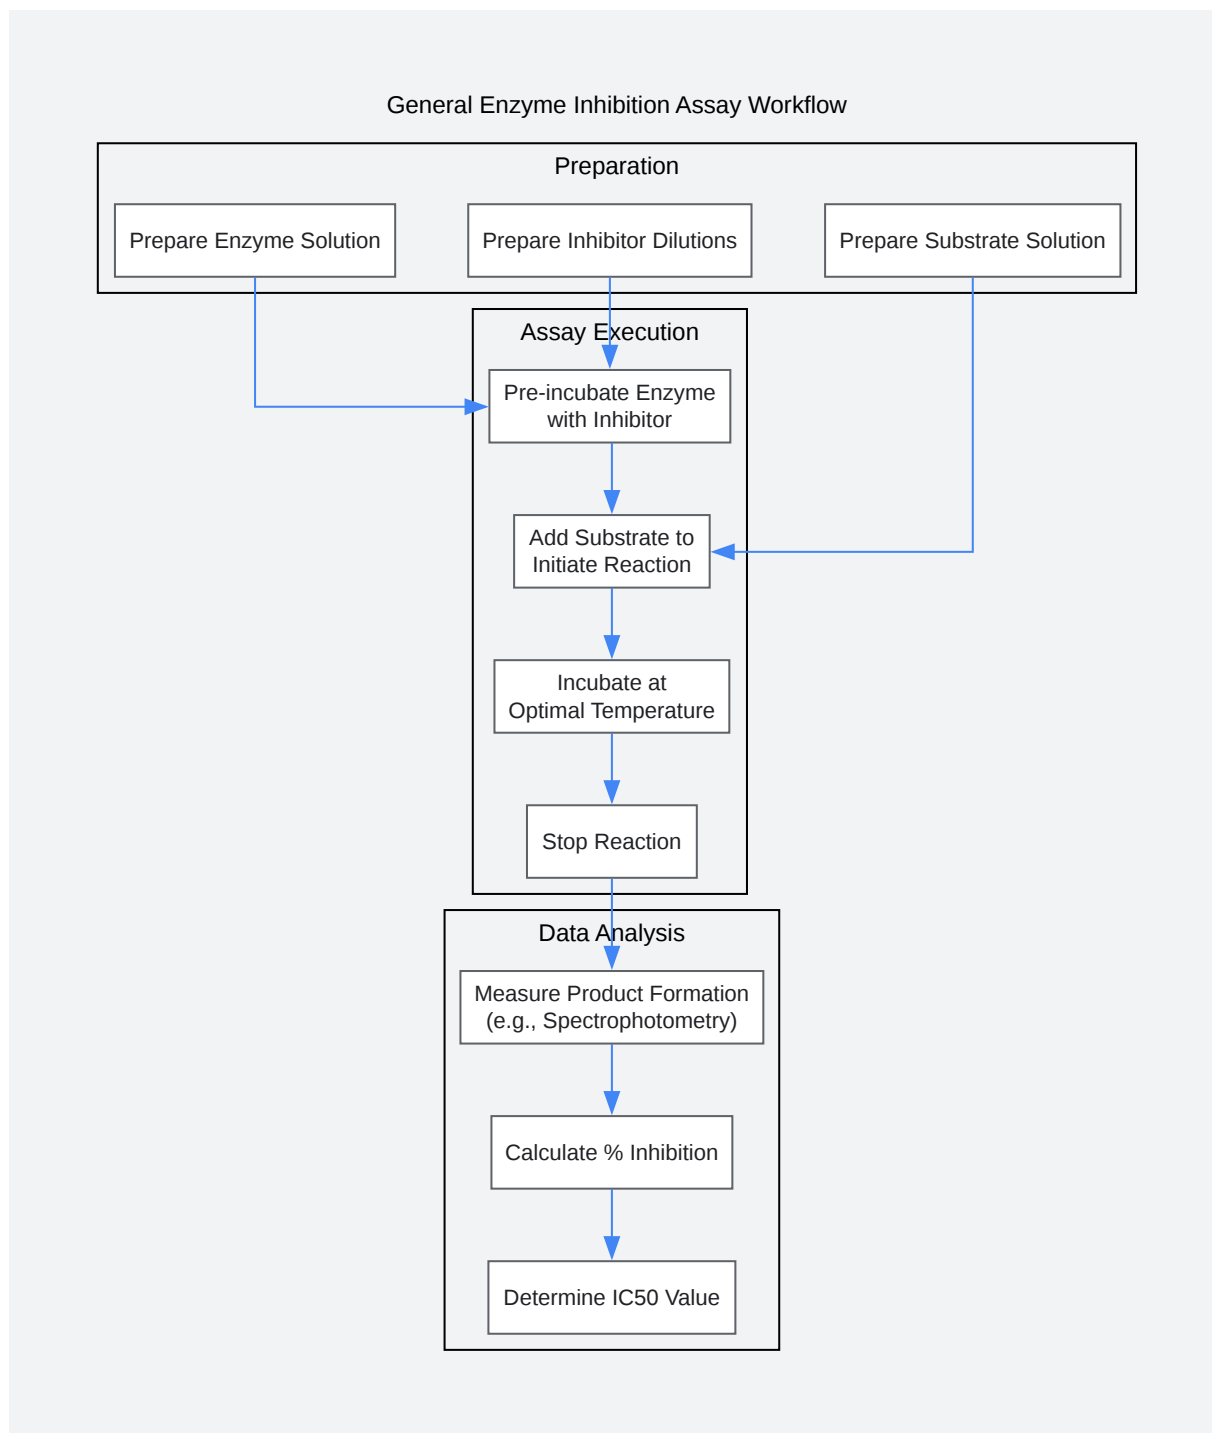 General Enzyme Inhibition Assay Workflow
Preparation
Prepare Enzyme Solution
Prepare Inhibitor Dilutions
Prepare Substrate Solution
Assay Execution
Pre-incubate Enzyme
with Inhibitor
Add Substrate to
Initiate Reaction
Incubate at
Optimal Temperature
Stop Reaction
Data Analysis
Measure Product Formation
(e.g., Spectrophotometry)
Calculate % Inhibition
Determine IC50 Value